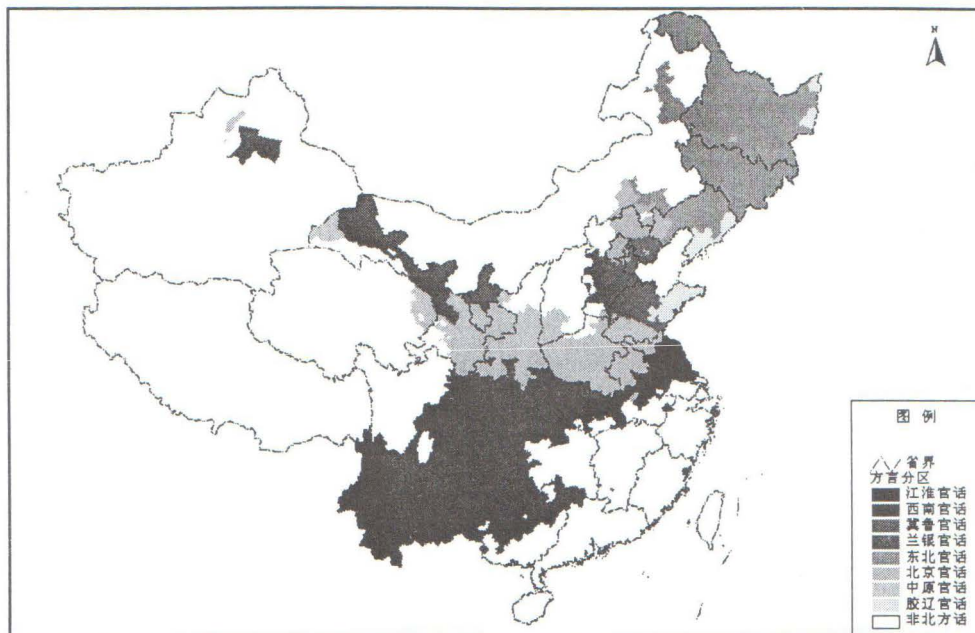 N
图 例
省界
方言分区
江淮官话
西南官话
冀鲁官话
兰银官话
东北官话
北京官话
中原官话
胶辽官话
非北方话